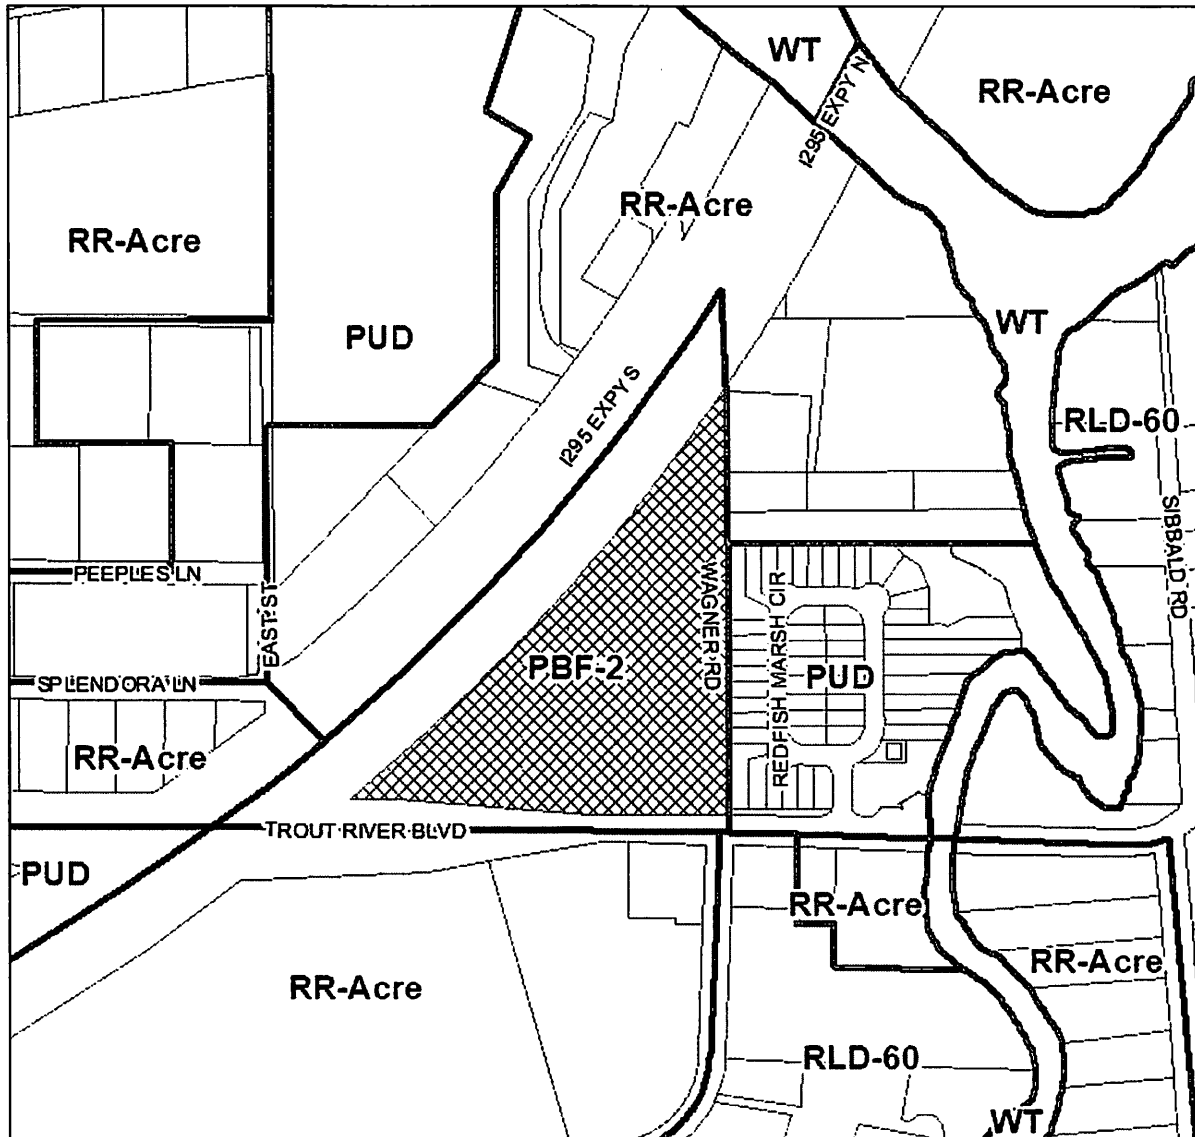 WT
RR-Acre
I295 EXPY N
RR-Acre
RR-Acre
WT
PUD
I295 EXPY S
RLD-60
SIBBALD RD
PEEPLES LN
EAST ST
WAGNER RD
REDFISH MARSH CIR
PBF-2
PUD
SPLENDORA LN
RR-Acre
TROUT RIVER BLVD
PUD
RR-Acre
RR-Acre
RR-Acre
RLD-60
WT